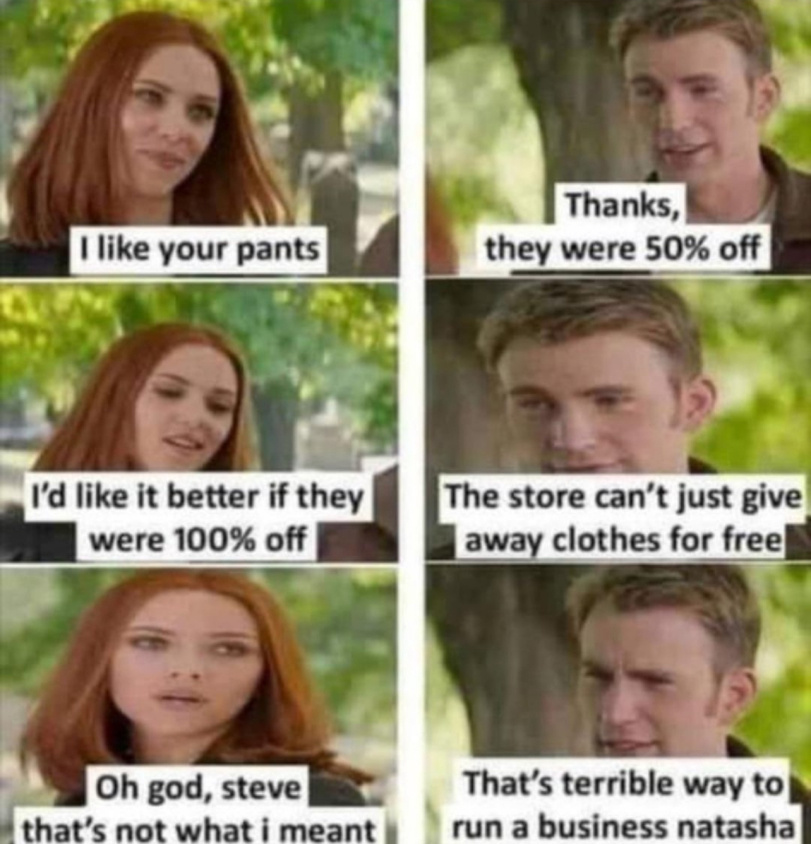 I like your pants
Thanks,
they were 50% off
I'd like it better if they
were 100% off
The store can't just give
away clothes for free
Oh god, steve
that's not what i meant
That's terrible way to
run a business natasha